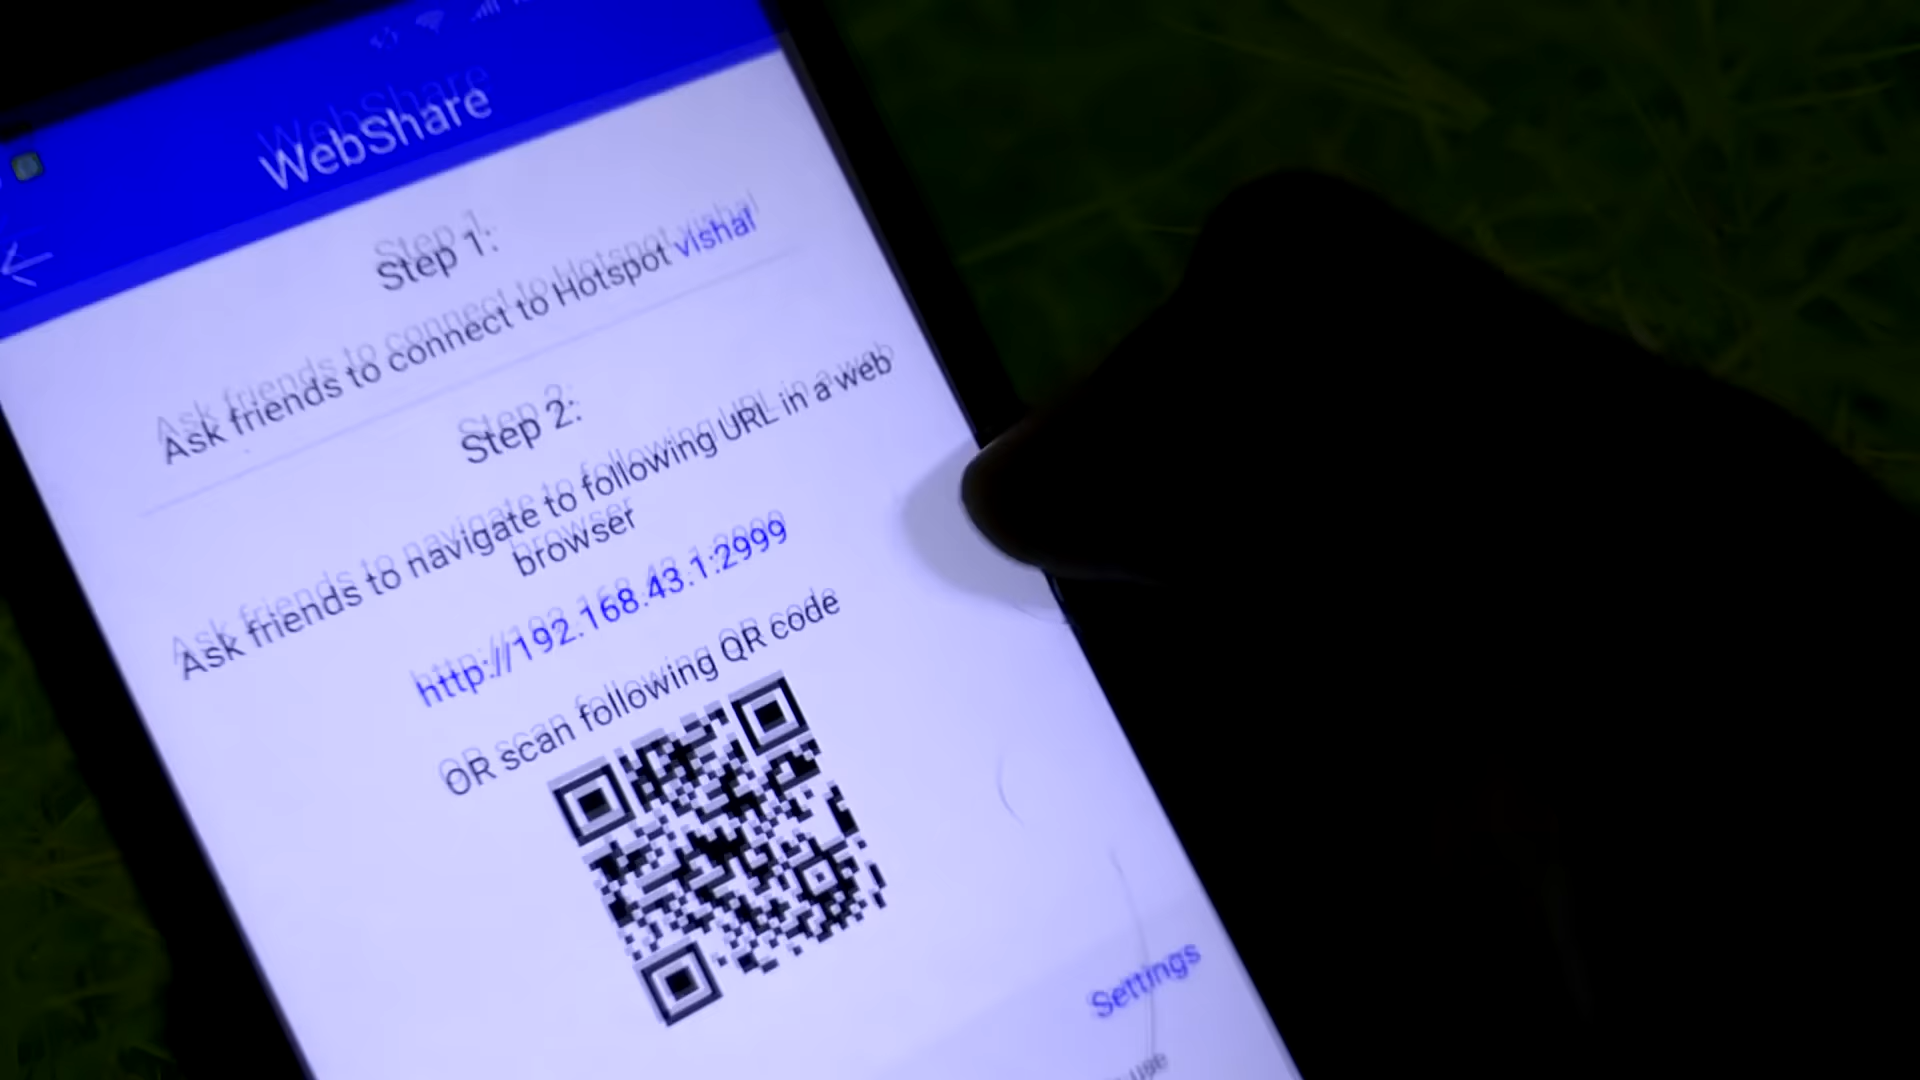 WebShare
Step 1:
Ask friends to connect to Hotspot vishal
Step 2:
Ask friends to navigate to following URL in a web
browser
http://192.168.43.1:2999
OR scan following QR code
Settings
use